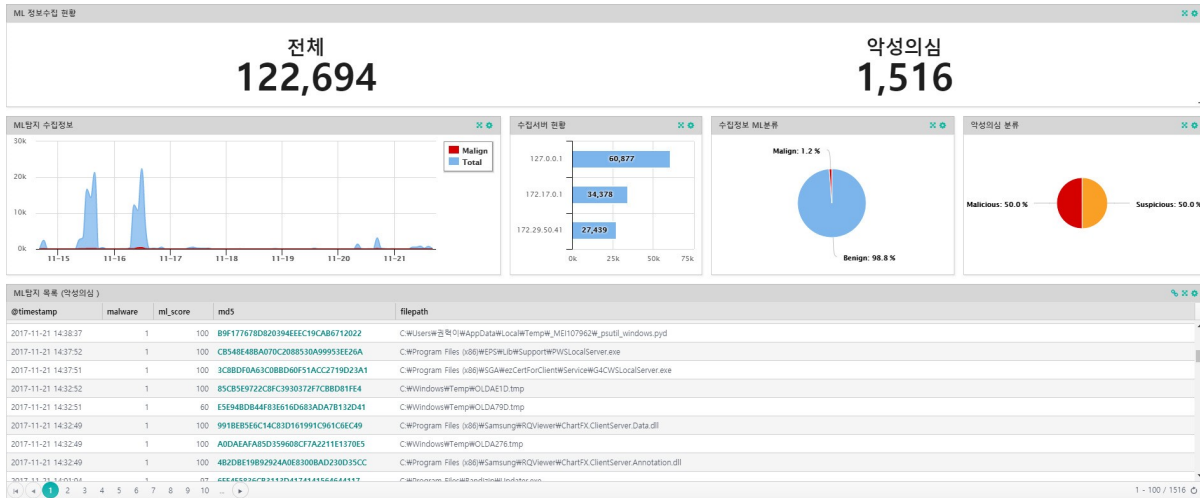 ML 정보수집 현황
전체
122,694
악성의심
1,516
ML탐지 수집정보
30k
20k
10k
0k
11-15
11-16
11-17
11-18
11-19
11-20
11-21
Malign
Total
수집서버 현황
127.0.0.1
60,877
172.17.0.1
34,378
172.29.50.41
27,439
0k
25k
50k
75k
수집정보 ML분류
Malign: 1.2 %
Benign: 98.8 %
악성의심 분류
Malicious: 50.0 %
Suspicious: 50.0 %
ML탐지 목록 (악성의심 )
@timestamp malware ml_score md5 filepath
2017-11-21 14:38:37 1 100 B9F177678D820394EEEC19CAB6712022 C:₩Users₩권혁이₩AppData₩Local₩Temp₩_MEI107962₩_psutil_windows.pyd
2017-11-21 14:37:52 1 100 CB548E48BA070C2088530A99953EE26A C:₩Program Files (x86)₩EPS₩Lib₩Support₩PWSLocalServer.exe
2017-11-21 14:37:51 1 100 3C8BDF0A63C0BBD60F51ACC2719D23A1 C:₩Program Files (x86)₩SGA₩ezCertForClient₩Service₩G4CWSLocalServer.exe
2017-11-21 14:32:52 1 100 85CB5E9722C8FC3930372F7CBBD81FE4 C:₩Windows₩Temp₩OLDAE1D.tmp
2017-11-21 14:32:51 1 60 E5E94BDB44F83E616D683ADA7B132D41 C:₩Windows₩Temp₩OLDA79D.tmp
2017-11-21 14:32:49 1 100 991BEB5E6C14C83D161991C961C6EC49 C:₩Program Files (x86)₩Samsung₩RQViewer₩ChartFX.ClientServer.Data.dll
2017-11-21 14:32:49 1 100 A0DAEAFA85D359608CF7A2211E1370E5 C:₩Windows₩Temp₩OLDA276.tmp
2017-11-21 14:32:49 1 100 4B2DBE19B92924A0E8300BAD230D35CC C:₩Program Files (x86)₩Samsung₩RQViewer₩ChartFX.ClientServer.Annotation.dll
1 2 3 4 5 6 7 8 9 10 ...
1 - 100 / 1516